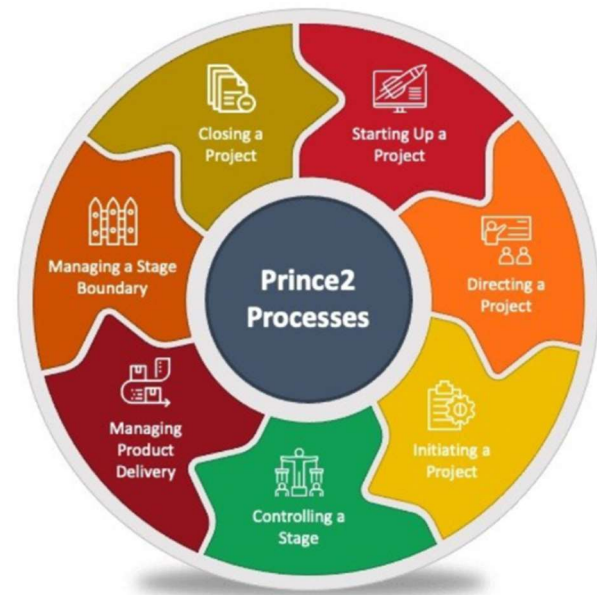 Prince2
Processes
Starting Up a
Project
Directing a
Project
Initiating a
Project
Controlling a
Stage
Managing
Product
Delivery
Managing a Stage
Boundary
Closing a
Project